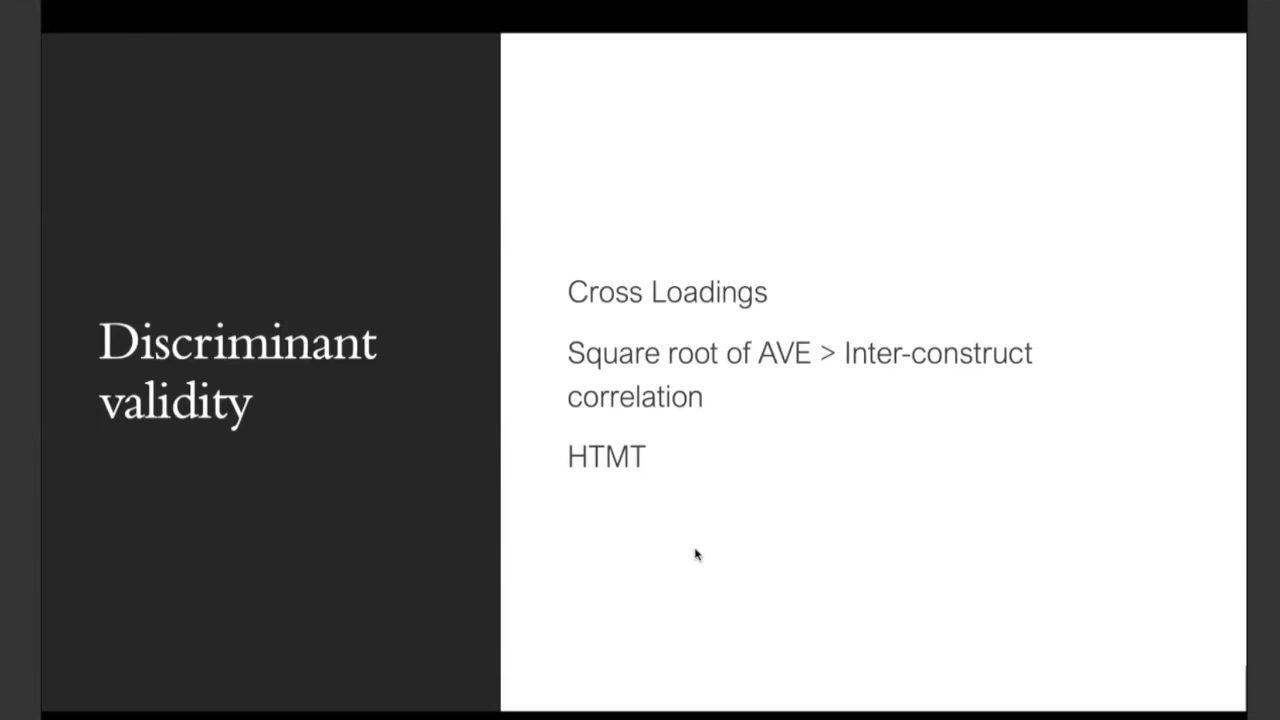 Discriminant
validity
Cross Loadings
Square root of AVE > Inter-construct
correlation
HTMT